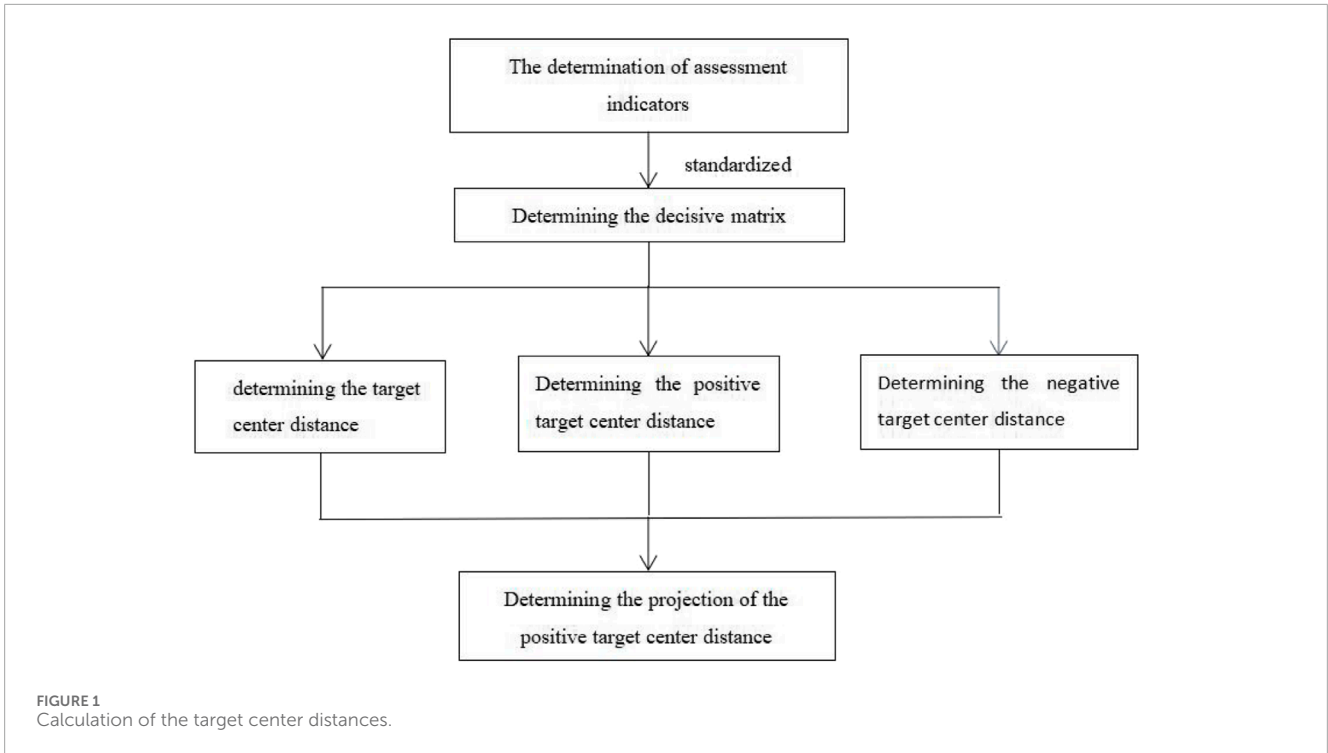 The determination of assessment
indicators
standardized
Determining the decisive matrix
determining the target
center distance
Determining the positive
target center distance
Determining the negative
target center distance
Determining the projection of the
positive target center distance
FIGURE 1
Calculation of the target center distances.